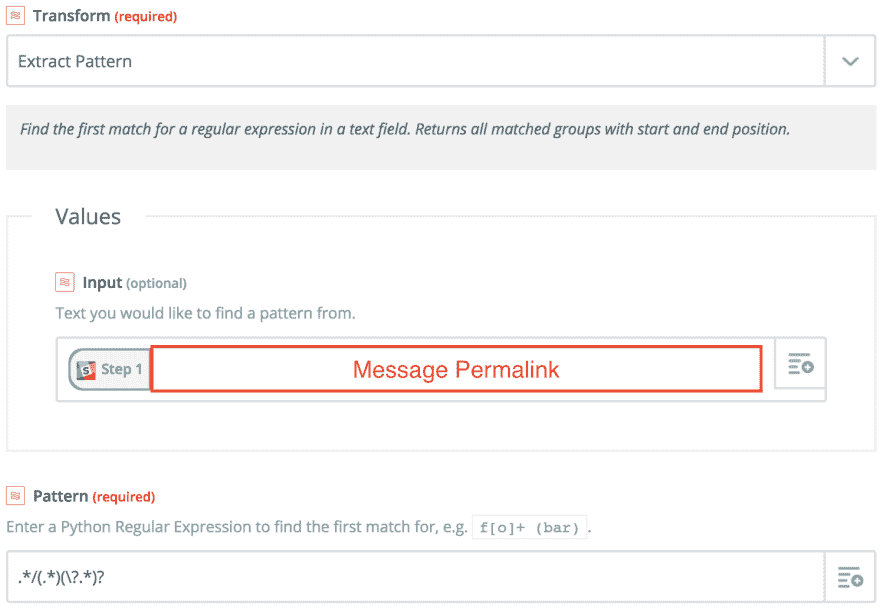 Transform (required)
Extract Pattern
Find the first match for a regular expression in a text field. Returns all matched groups with start and end position.
Values
Input (optional)
Text you would like to find a pattern from.
S Step 1 Message Permalink
Pattern (required)
Enter a Python Regular Expression to find the first match for, e.g. f[o]+ (bar) .
.*/(.*)(\?.*)?